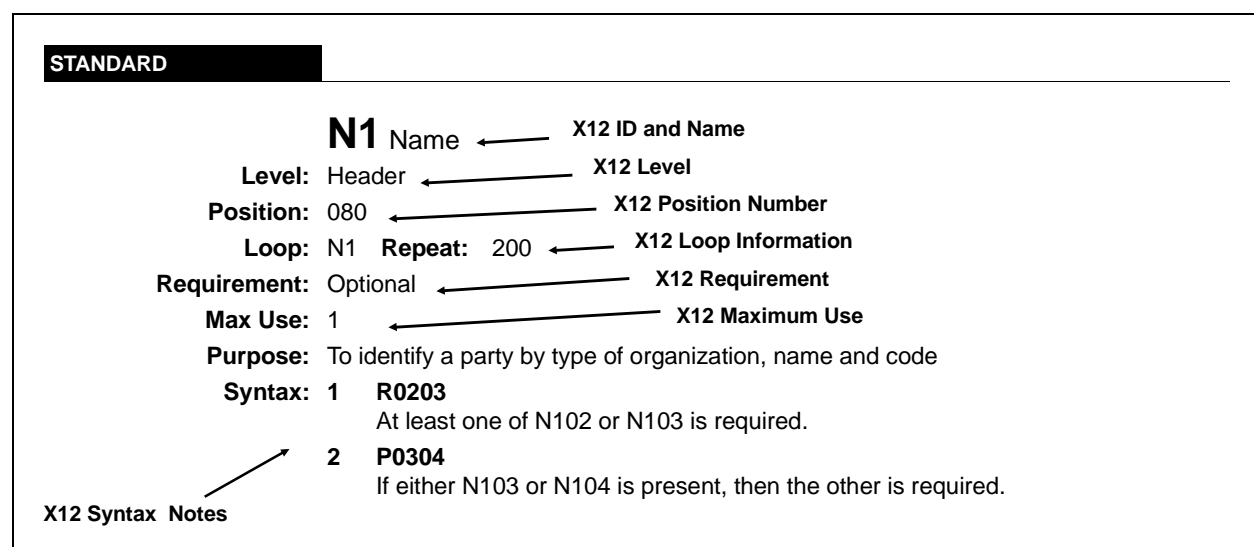 STANDARD
N1 Name X12 ID and Name
Level: Header X12 Level
Position: 080 X12 Position Number
Loop: N1 Repeat: 200 X12 Loop Information
Requirement: Optional X12 Requirement
Max Use: 1 X12 Maximum Use
Purpose: To identify a party by type of organization, name and code
Syntax: 1 R0203
At least one of N102 or N103 is required.
2 P0304
If either N103 or N104 is present, then the other is required.
X12 Syntax Notes